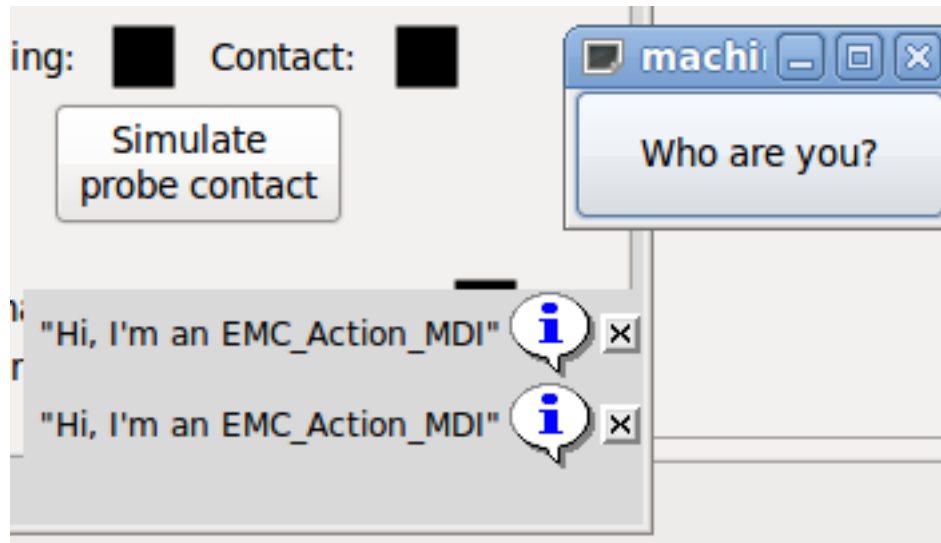 ing:
Contact:
machi
Simulate
probe contact
Who are you?
"Hi, I'm an EMC_Action_MDI"
"Hi, I'm an EMC_Action_MDI"